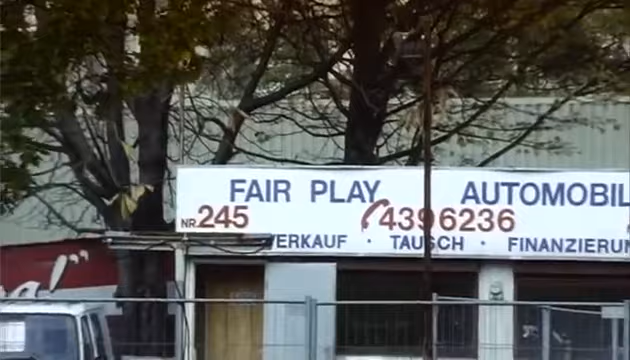 FAIR PLAY AUTOMOBIL
NR.245 4396236
VERKAUF · TAUSCH · FINANZIERUN